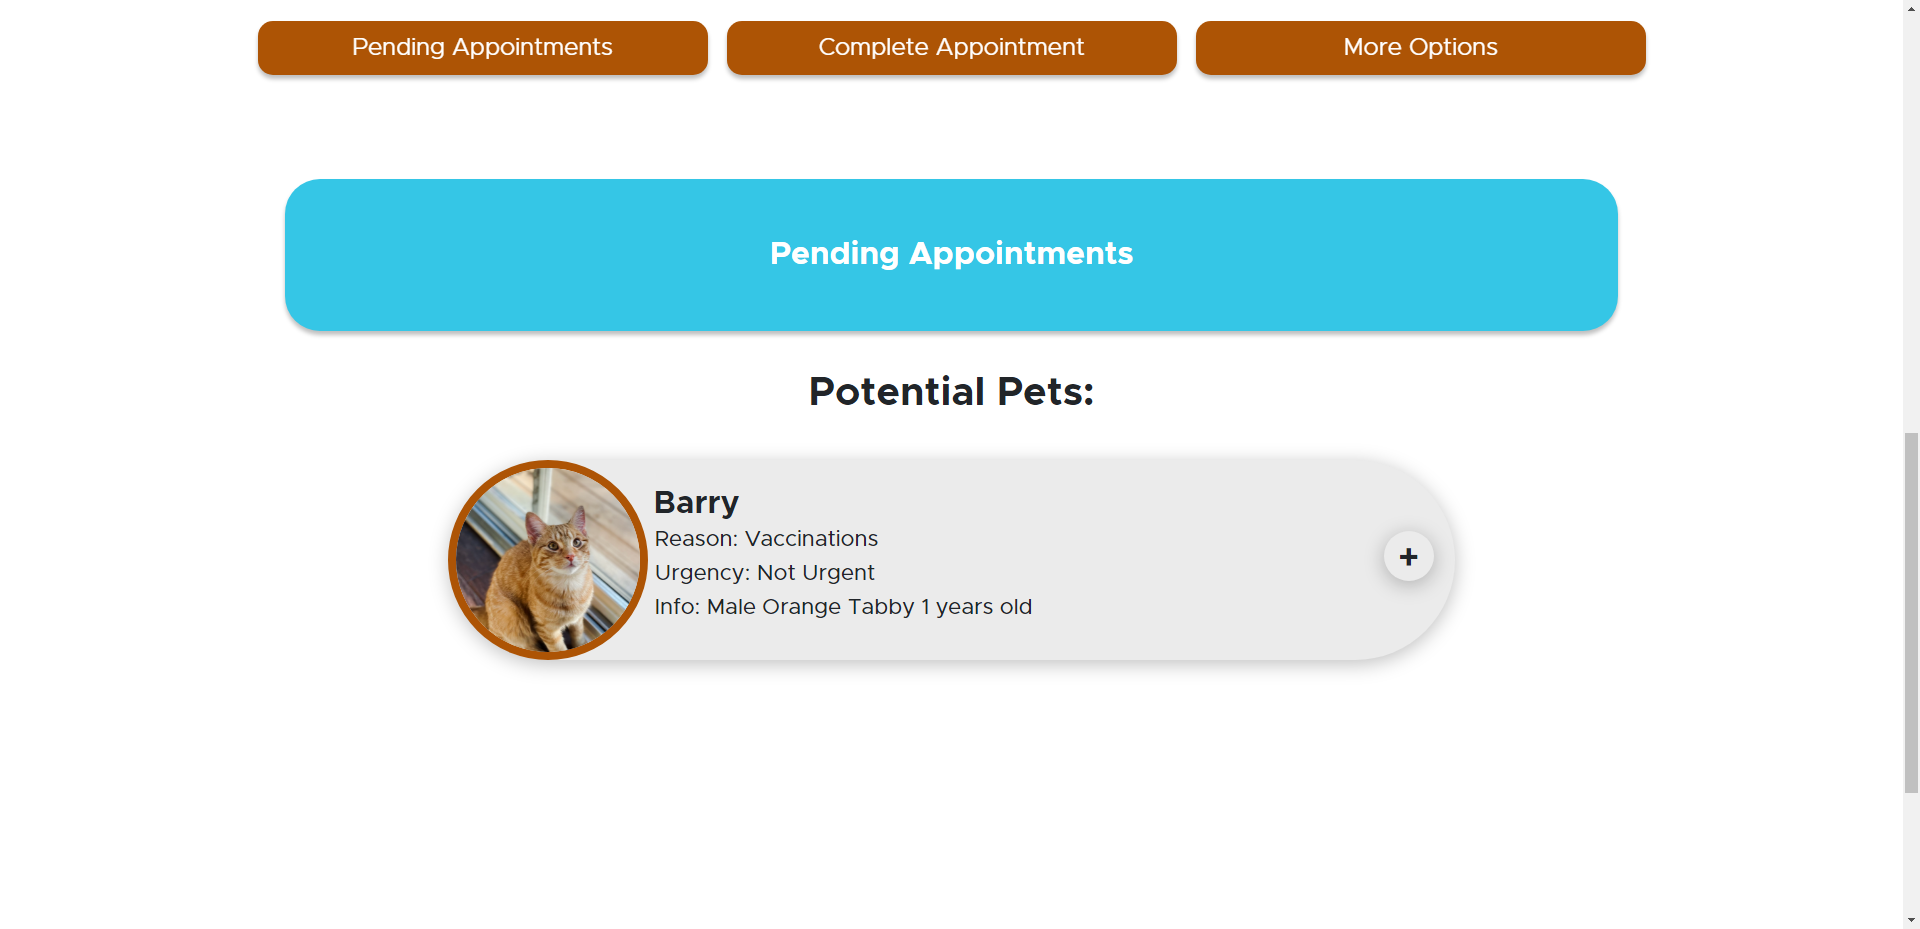 Pending Appointments
Complete Appointment
More Options
Pending Appointments
Potential Pets:
Barry
Reason: Vaccinations
Urgency: Not Urgent
Info: Male Orange Tabby 1 years old
+